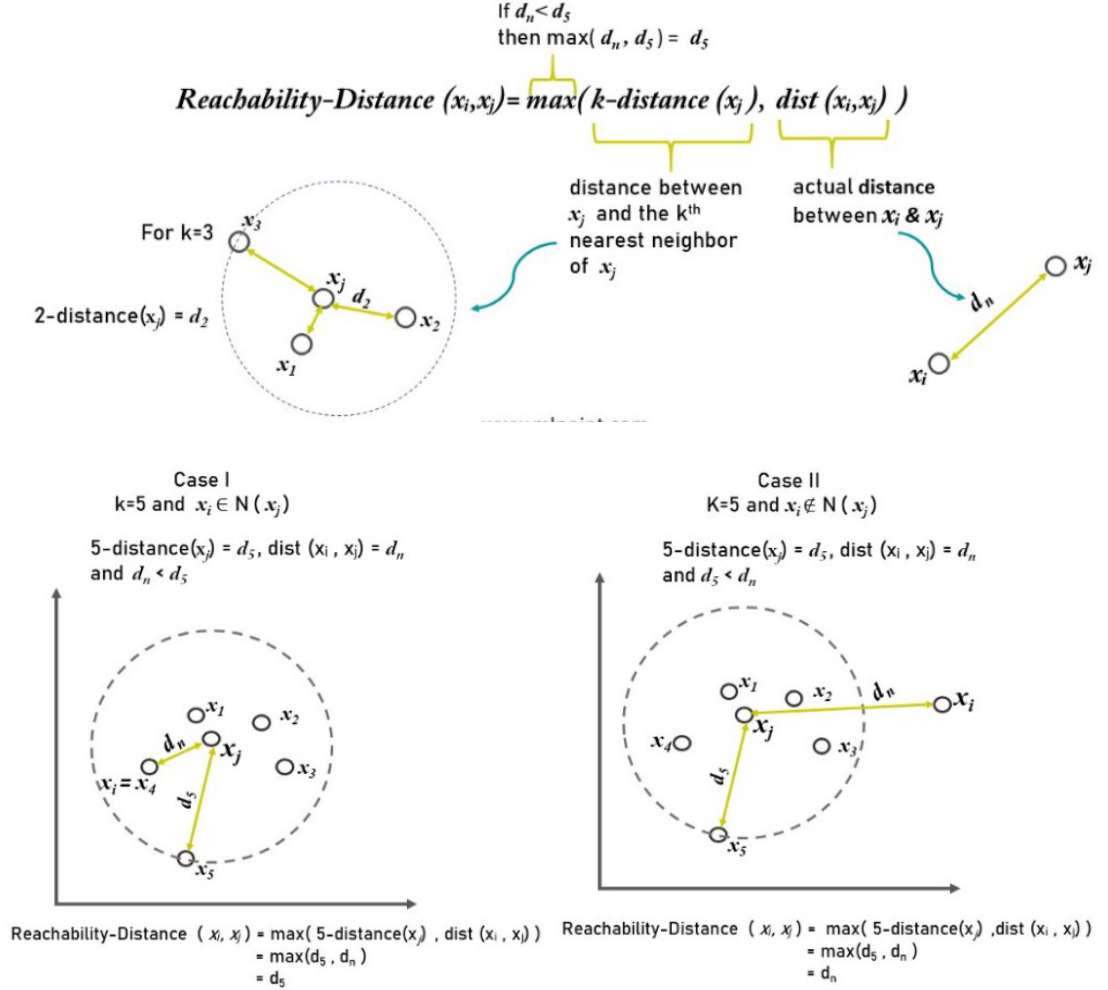 If dₙ< d₅
then max( dₙ, d₅ ) = d₅
Reachability-Distance (xᵢ,xⱼ)= max( k-distance (xⱼ ), dist (xᵢ,xⱼ) )
distance between
xⱼ and the kᵗʰ
nearest neighbor
of xⱼ
actual distance
between xᵢ & xⱼ
For k=3
2-distance(xⱼ) = d₂
x₃
xⱼ
d₂
x₂
x₁
xⱼ
dₙ
xᵢ
Case I
k=5 and xᵢ ∈ N ( xⱼ)
5-distance(xⱼ) = d₅, dist (xᵢ , xⱼ) = dₙ
and dₙ < d₅
x₁
x₂
dₙ
xⱼ
x₃
xᵢ = x₄
d₅
x₅
Reachability-Distance ( xᵢ, xⱼ ) = max( 5-distance(xⱼ) , dist (xᵢ , xⱼ) )
= max(d₅ , dₙ )
= d₅
Case II
K=5 and xᵢ ∉ N ( xⱼ)
5-distance(xⱼ) = d₅, dist (xᵢ , xⱼ) = dₙ
and d₅ < dₙ
x₁
x₂
dₙ
xᵢ
xⱼ
x₄
x₃
d₅
x₅
Reachability-Distance ( xᵢ, xⱼ ) = max( 5-distance(xⱼ) ,dist (xᵢ , xⱼ) )
= max(d₅ , dₙ )
= dₙ